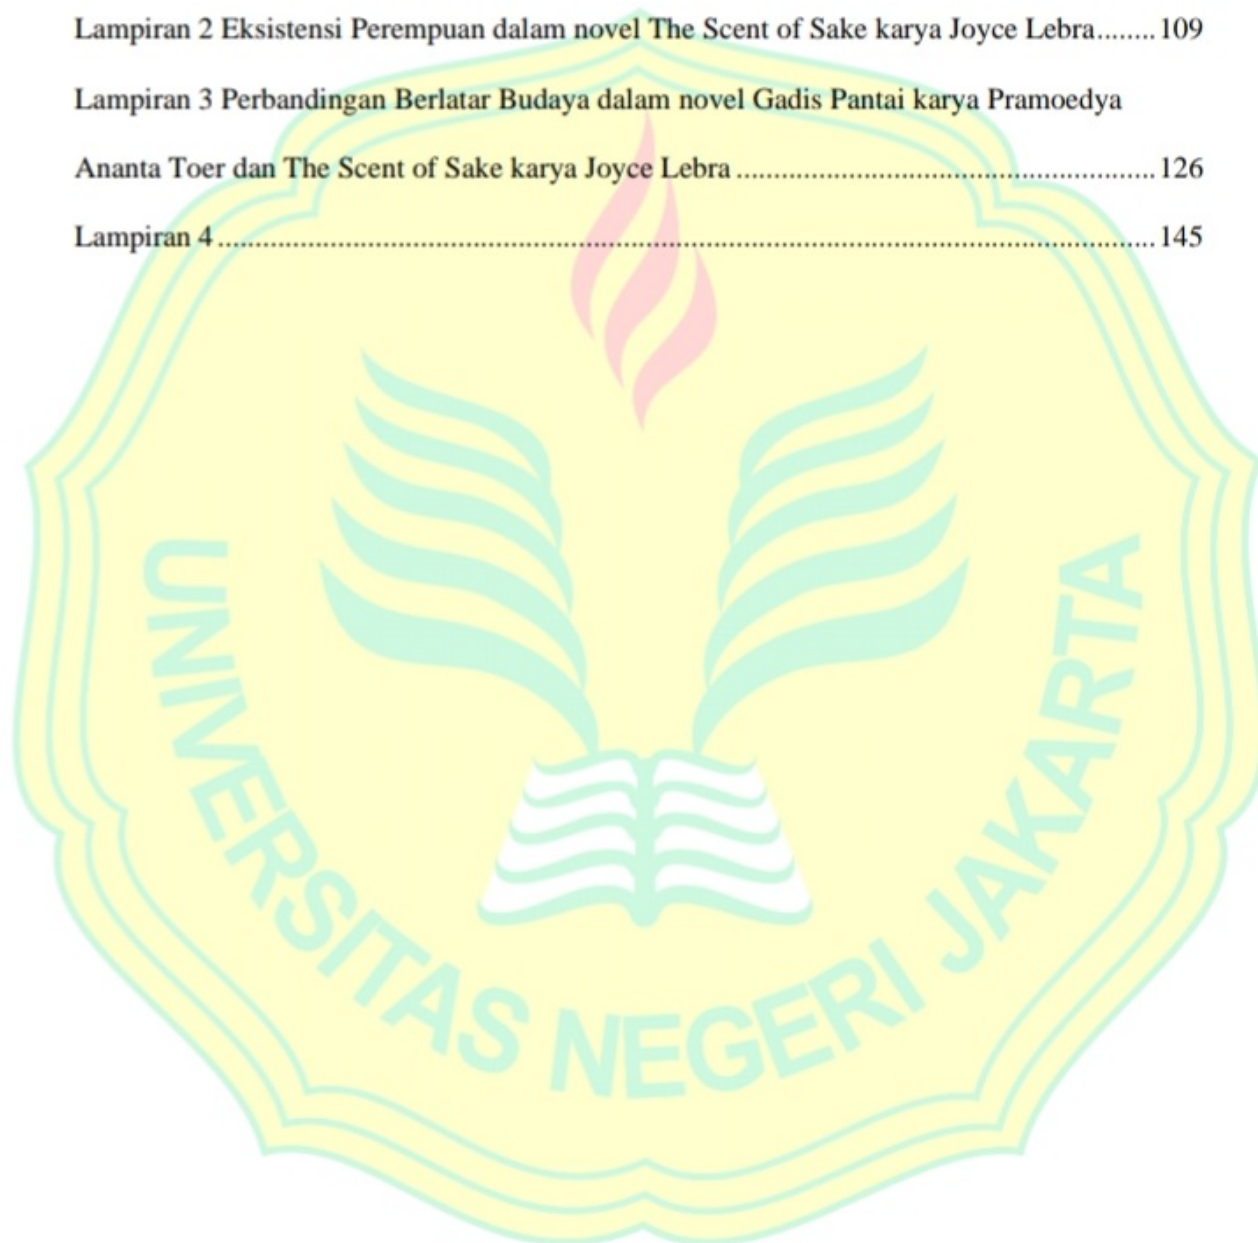 Lampiran 2 Eksistensi Perempuan dalam novel The Scent of Sake karya Joyce Lebra........ 109
Lampiran 3 Perbandingan Berlatar Budaya dalam novel Gadis Pantai karya Pramoedya
Ananta Toer dan The Scent of Sake karya Joyce Lebra ........................................................ 126
Lampiran 4 ............................................................................................................................. 145
UNIVERSITAS NEGERI JAKARTA